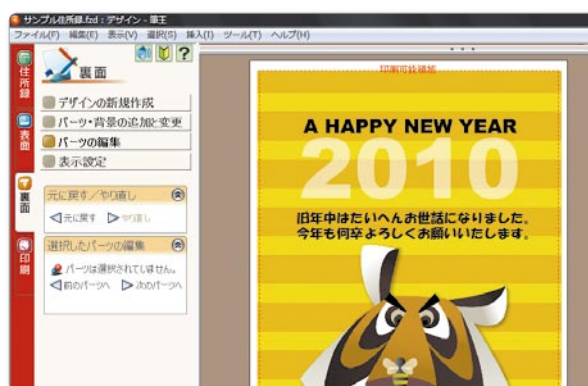 サンプル住所録.fzd : デザイン - 筆王
ファイル(F) 編集(E) 表示(V) 選択(S) 挿入(I) ツール(T) ヘルプ(H)
住所録
表面
裏面
印刷
裏面
?
デザインの新規作成
パーツ・背景の追加と変更
パーツの編集
表示設定
元に戻す/やり直し
元に戻す やり直し
選択したパーツの編集
パーツは選択されていません。
前のパーツへ 次のパーツへ
印刷可能領域
A HAPPY NEW YEAR
2010
旧年中はたいへんお世話になりました。
今年も何卒よろしくお願いいたします。